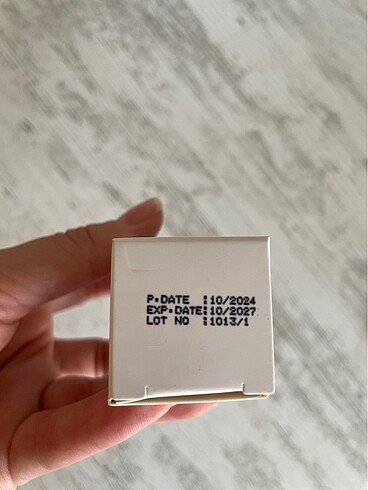 P.DATE :10/2024
EXP.DATE:10/2027
LOT NO :1013/1